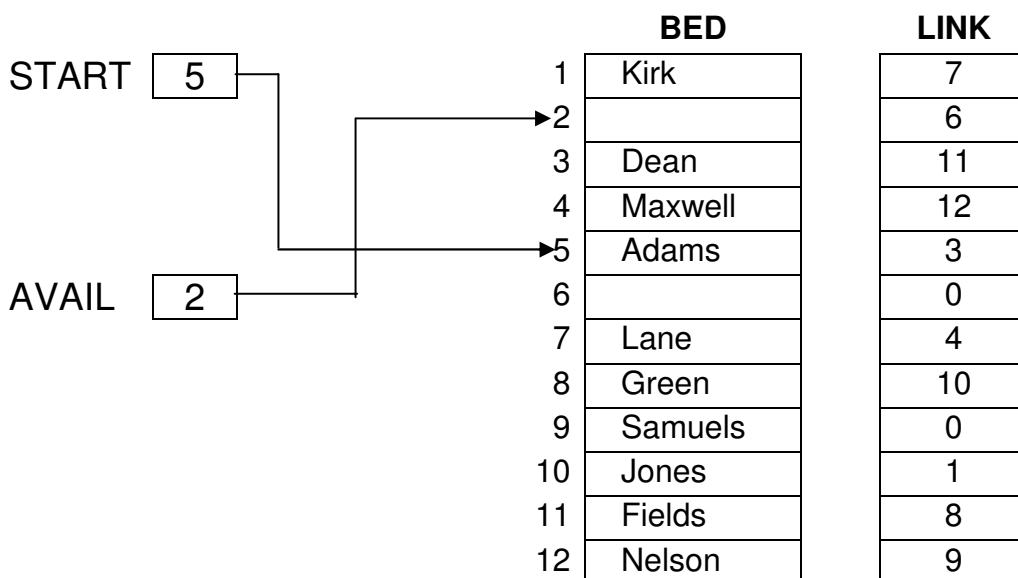 BED LINK
START 5 1 Kirk 7
2 6
3 Dean 11
4 Maxwell 12
5 Adams 3
AVAIL 2 6 0
7 Lane 4
8 Green 10
9 Samuels 0
10 Jones 1
11 Fields 8
12 Nelson 9